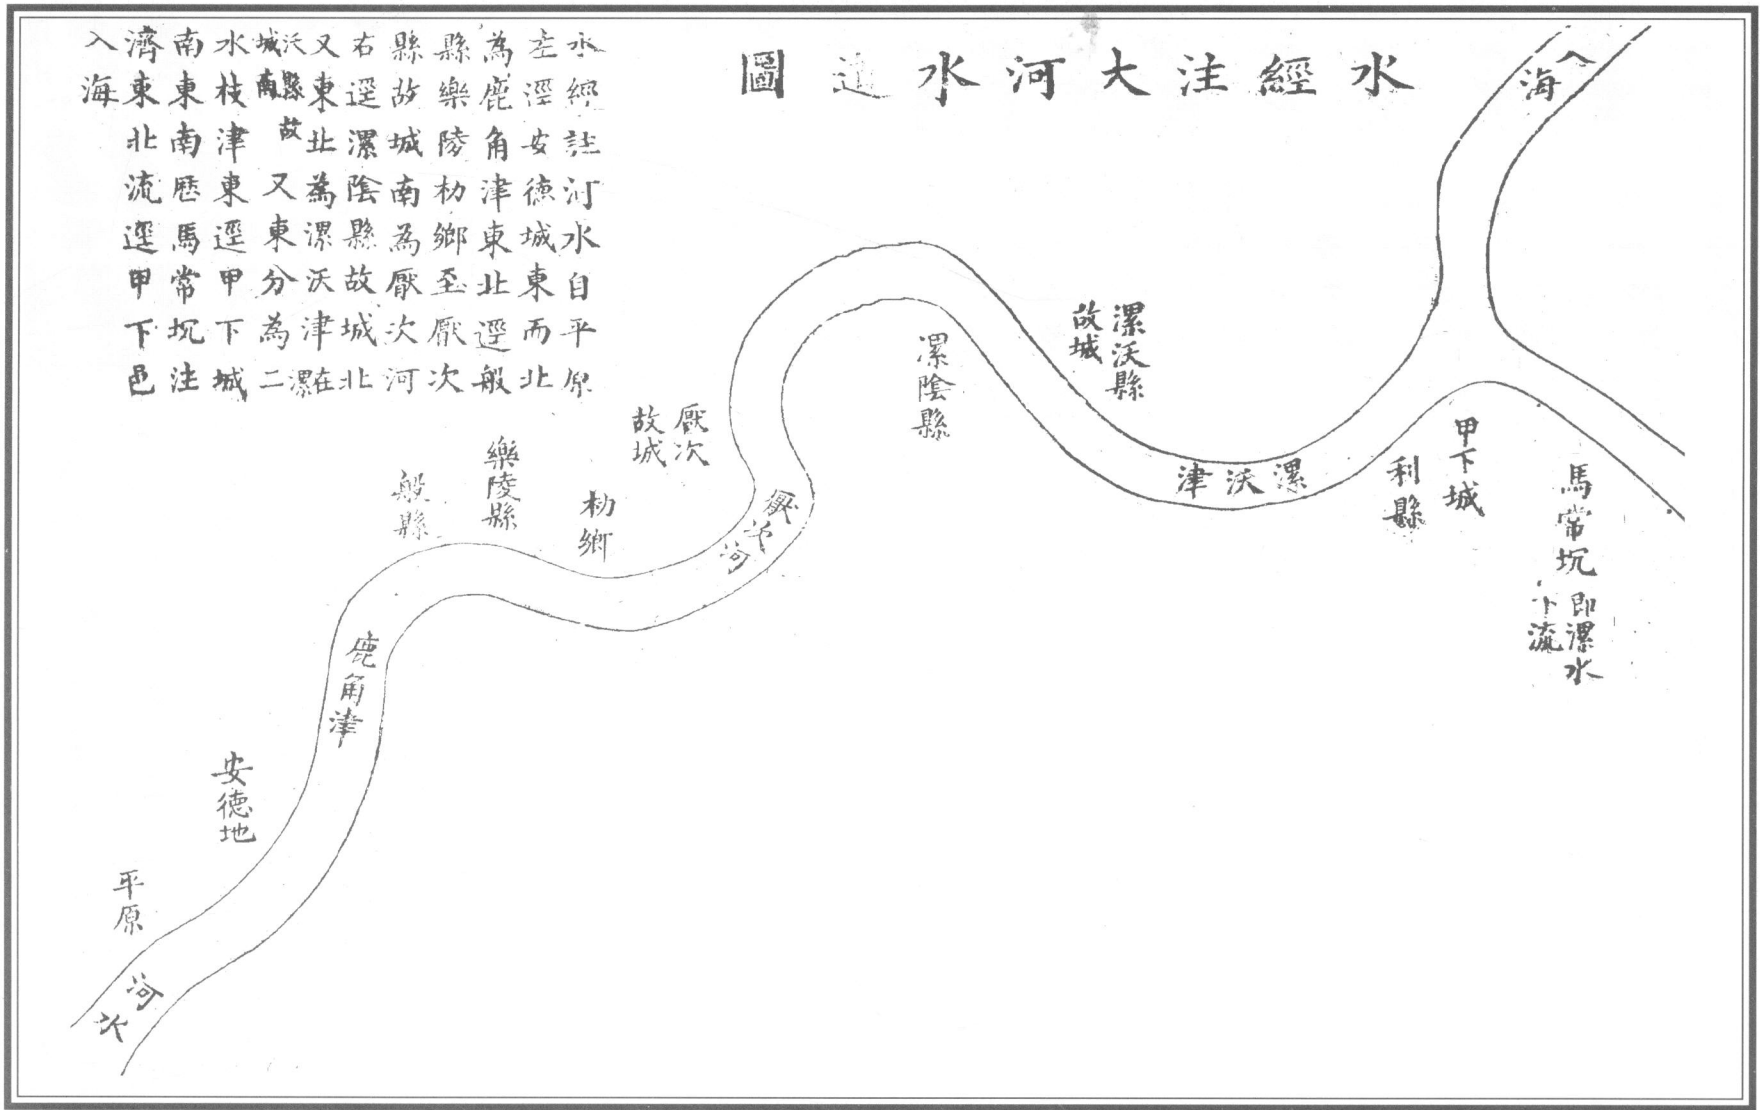 水經注大河水道圖
水經註河水自平原
左逕安德城東而北
為鹿角津東北逕般
縣樂陵朸鄉至厭次
縣故城南為厭次河
右逕漯陰縣故城北
又東北為漯沃津在漯
沃縣故城南又東分為二
水枝津東逕甲下城
南東南歷馬常坈注
濟東北流逕甲下邑
入海
入海
漯沃縣
故城
漯陰縣
厭次
故城
樂陵縣
般縣
朸鄉
厭次河
漯沃津
利縣
甲下城
馬常坈即漯水
下流
鹿角津
安德地
平原
河水